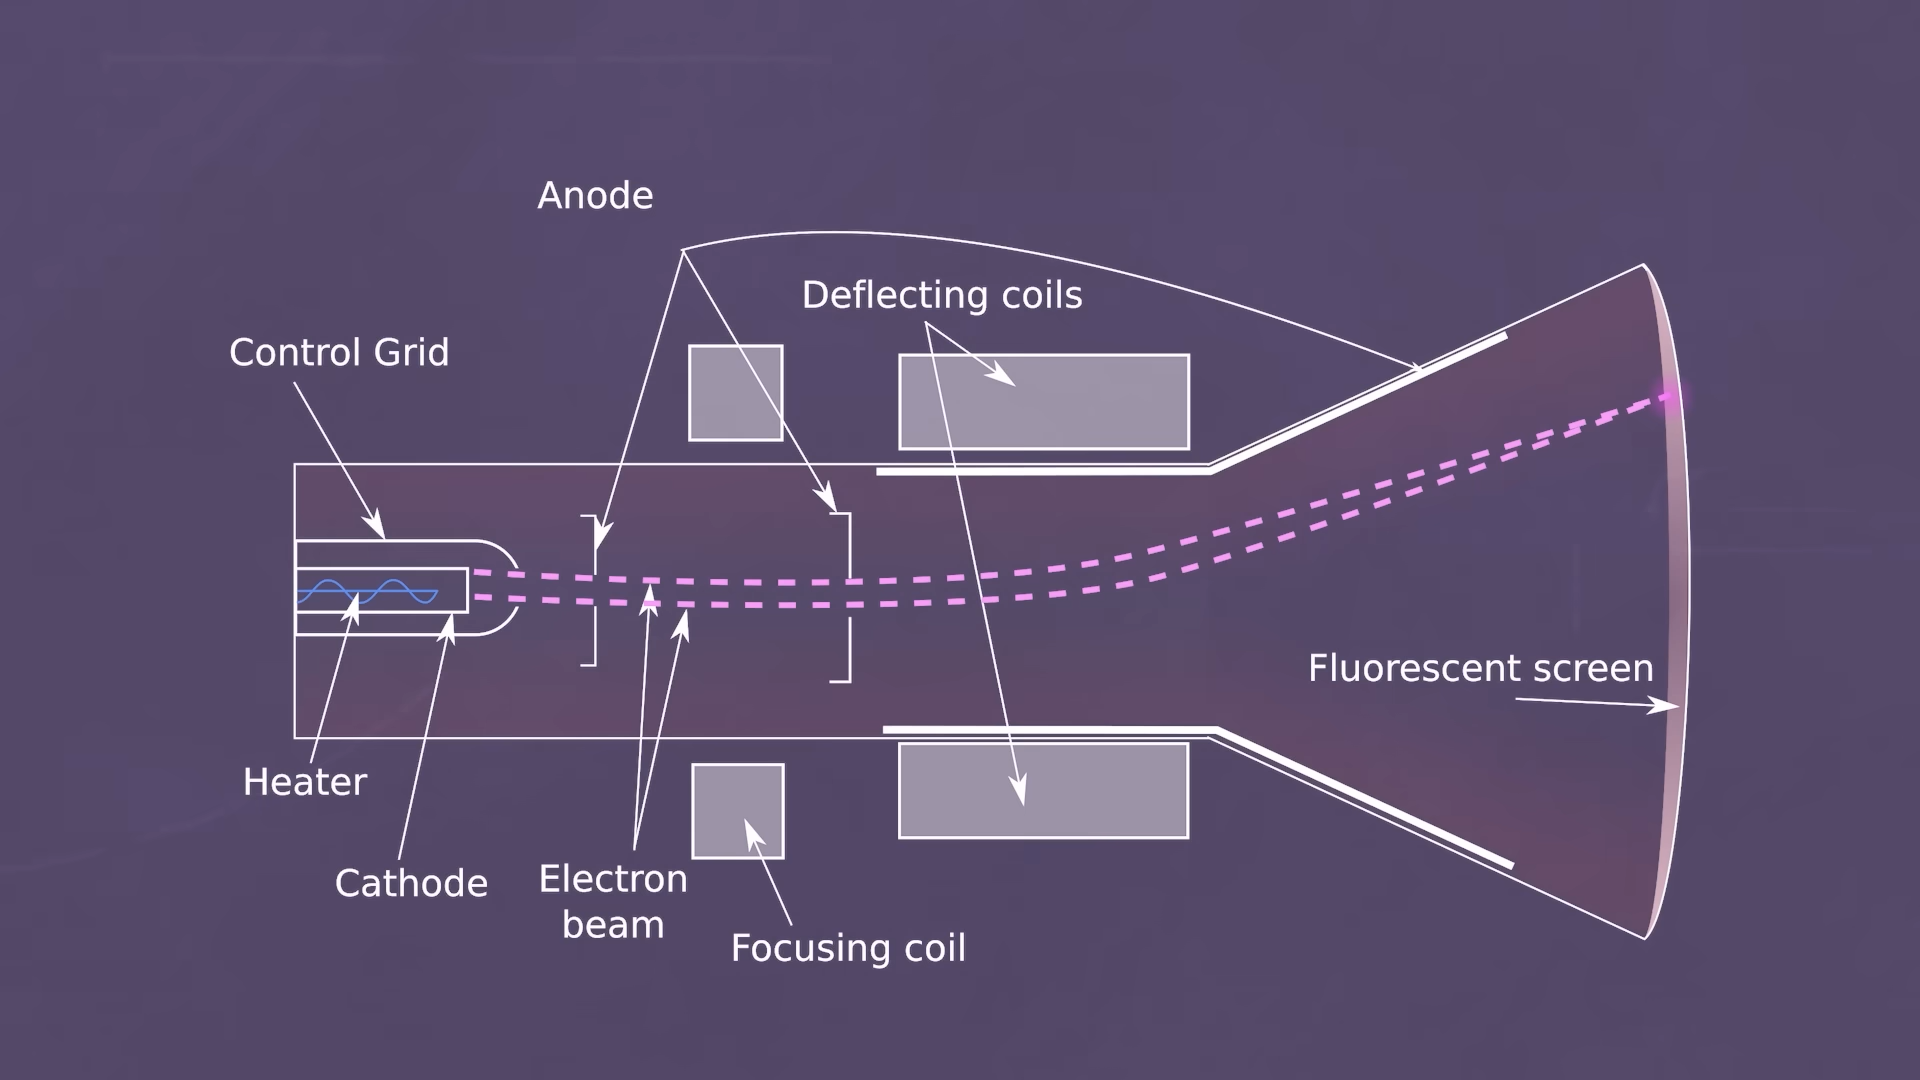 Anode
Deflecting coils
Control Grid
Fluorescent screen
Heater
Cathode
Electron
beam
Focusing coil